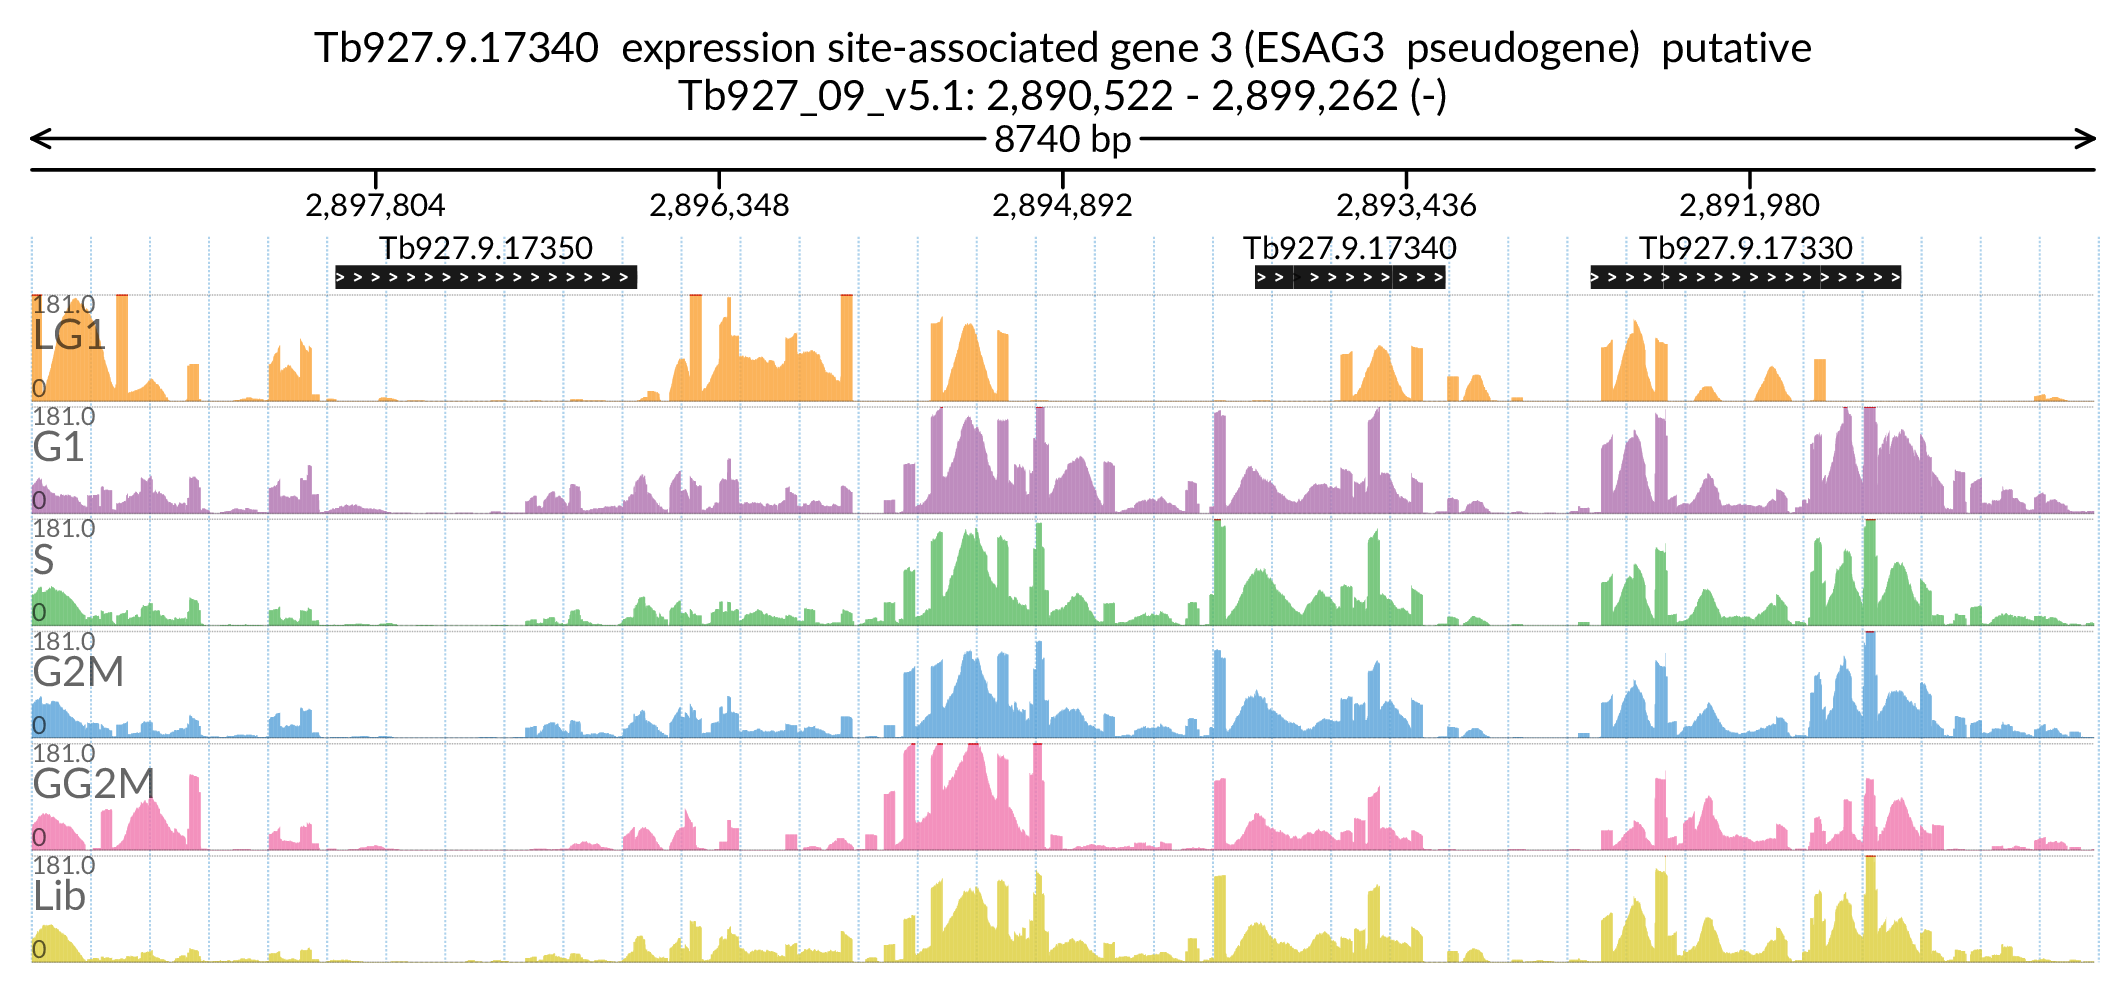 Tb927.9.17340  expression site-associated gene 3 (ESAG3  pseudogene)  putative
Tb927_09_v5.1: 2,890,522 - 2,899,262 (-)
8740 bp
2,897,804 2,896,348 2,894,892 2,893,436 2,891,980
Tb927.9.17350 Tb927.9.17340 Tb927.9.17330
181.0
LG1
0
181.0
G1
0
181.0
S
0
181.0
G2M
0
181.0
GG2M
0
181.0
Lib
0